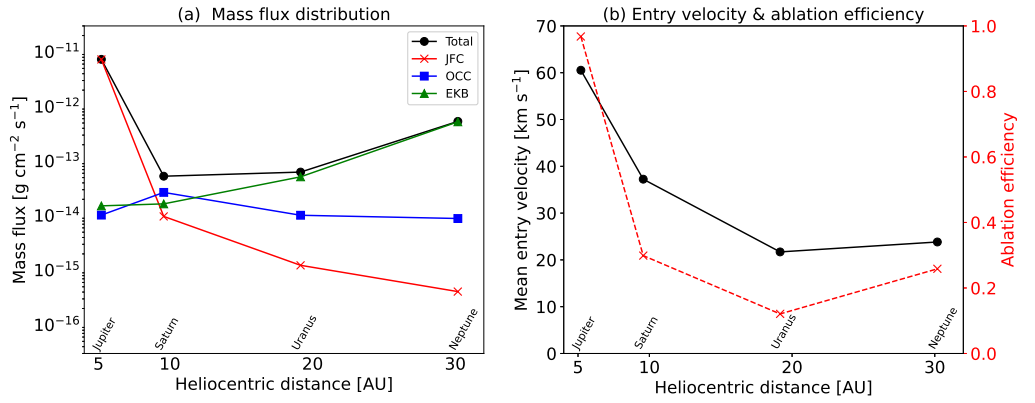 (a)  Mass flux distribution
Mass flux [g cm⁻² s⁻¹]
10⁻¹¹
10⁻¹²
10⁻¹³
10⁻¹⁴
10⁻¹⁵
10⁻¹⁶
Total
JFC
OCC
EKB
Jupiter
Saturn
Uranus
Neptune
5 10 20 30
Heliocentric distance [AU]
(b) Entry velocity & ablation efficiency
Mean entry velocity [km s⁻¹]
70
60
50
40
30
20
10
0
Jupiter
Saturn
Uranus
Neptune
5 10 20 30
Heliocentric distance [AU]
1.0
0.8
0.6
0.4
0.2
0.0
Ablation efficiency